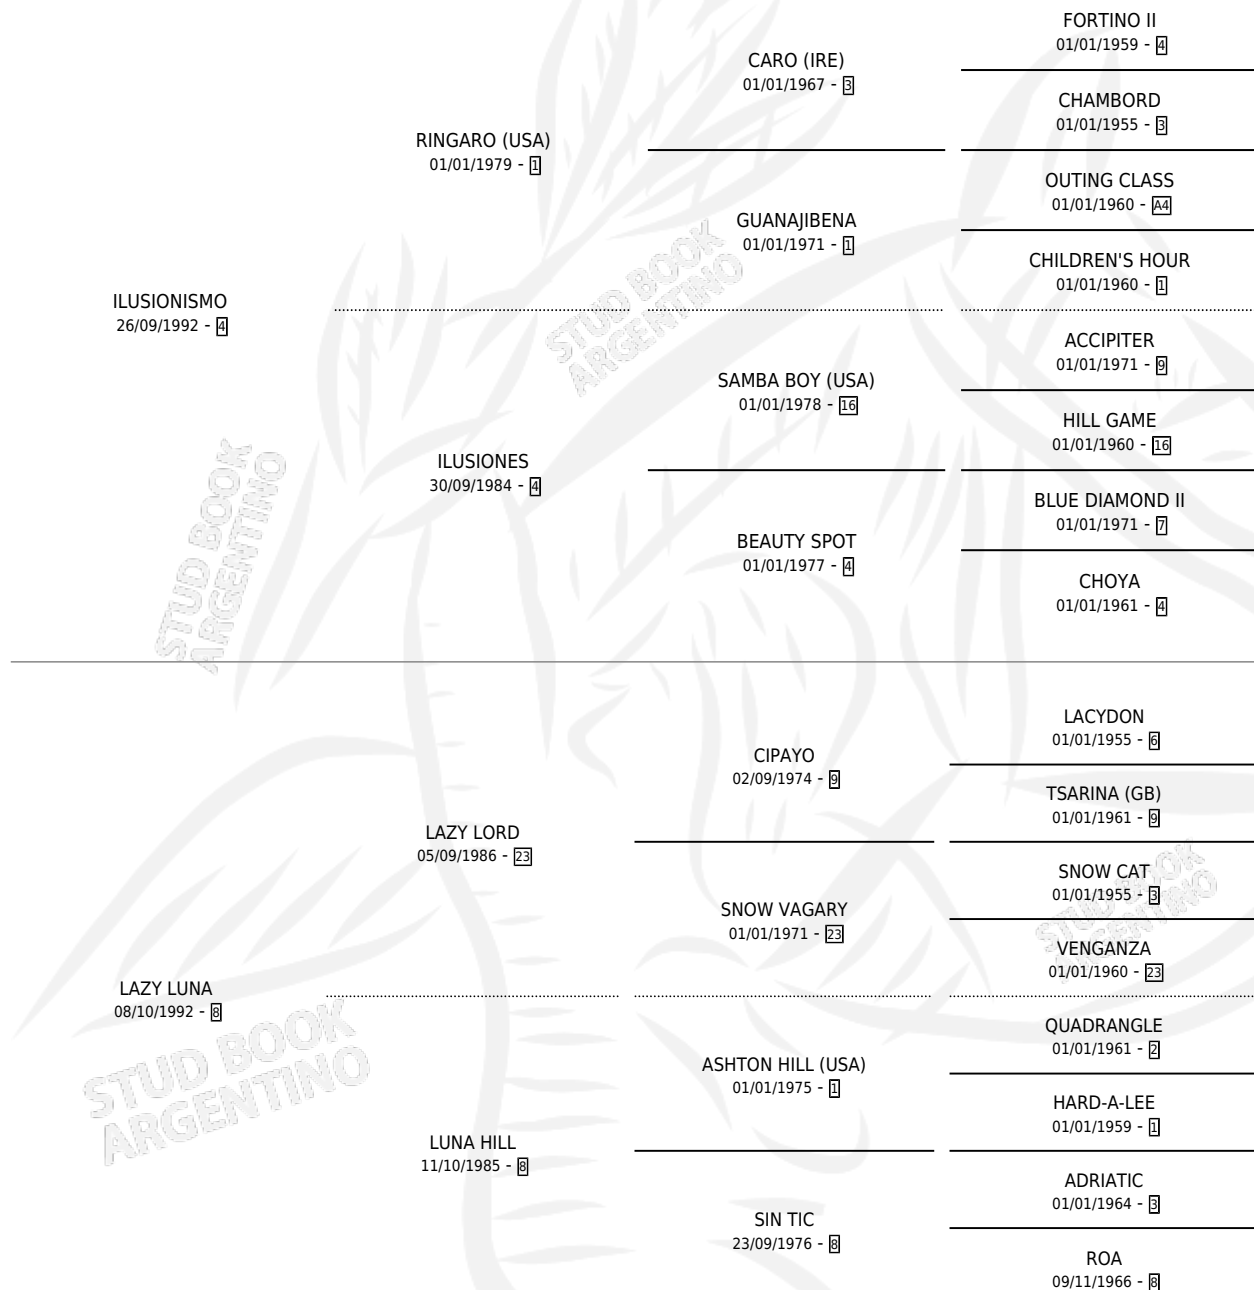 FORTINO II
01/01/1959 - 4
CARO (IRE)
01/01/1967 - 3
CHAMBORD
01/01/1955 - 3
RINGARO (USA)
01/01/1979 - 1
OUTING CLASS
01/01/1960 - A4
GUANAJIBENA
01/01/1971 - 1
CHILDREN'S HOUR
01/01/1960 - 1
ILUSIONISMO
26/09/1992 - 4
STUD BOOK
ARGENTINO
ACCIPITER
01/01/1971 - 9
SAMBA BOY (USA)
01/01/1978 - 16
HILL GAME
01/01/1960 - 16
ILUSIONES
30/09/1984 - 4
BLUE DIAMOND II
01/01/1971 - 7
BEAUTY SPOT
01/01/1977 - 4
CHOYA
01/01/1961 - 4
STUD BOOK
ARGENTINO
LACYDON
01/01/1955 - 6
CIPAYO
02/09/1974 - 9
TSARINA (GB)
01/01/1961 - 9
LAZY LORD
05/09/1986 - 23
SNOW CAT
01/01/1955 - 3
SNOW VAGARY
01/01/1971 - 23
STUD BOOK
ARGENTINO
VENGANZA
01/01/1960 - 23
LAZY LUNA
08/10/1992 - 8
QUADRANGLE
01/01/1961 - 2
ASHTON HILL (USA)
01/01/1975 - 1
STUD BOOK
ARGENTINO
HARD-A-LEE
01/01/1959 - 1
LUNA HILL
11/10/1985 - 8
ADRIATIC
01/01/1964 - 3
SIN TIC
23/09/1976 - 8
ROA
09/11/1966 - 8